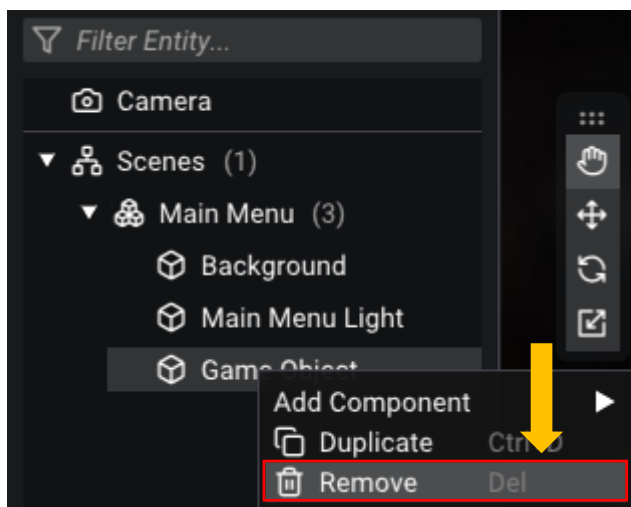 Filter Entity...
Camera
Scenes (1)
Main Menu (3)
Background
Main Menu Light
Game Object
Add Component
Duplicate Ctrl D
Remove Del